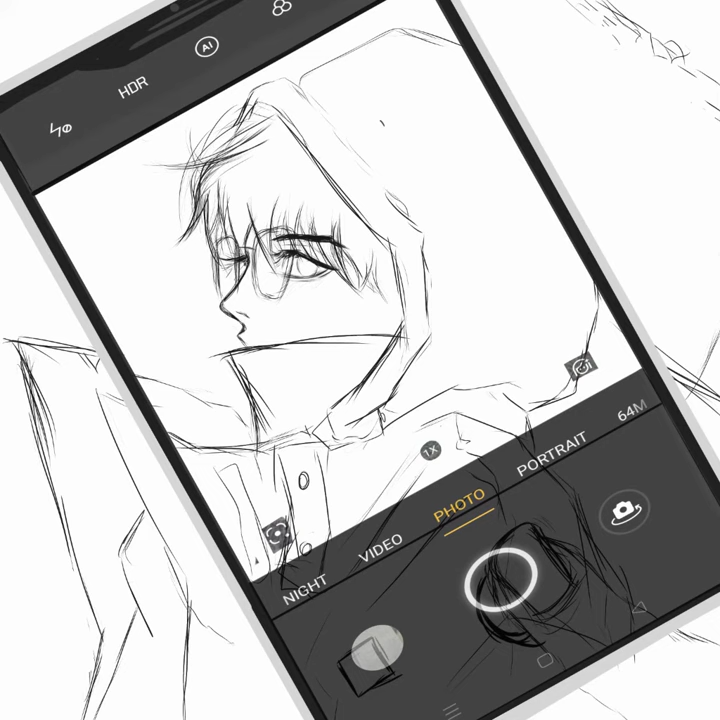 HDR
AI
1X
NIGHT
VIDEO
PHOTO
PORTRAIT
64M